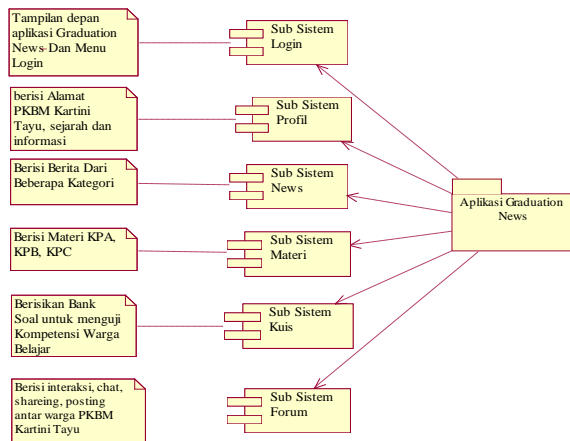 Tampilan depan
aplikasi Graduation
News Dan Menu
Login
Sub Sistem
Login
berisi Alamat
PKBM Kartini
Tayu, sejarah dan
informasi
Sub Sistem
Profil
Berisi Berita Dari
Beberapa Kategori
Sub Sistem
News
Aplikasi Graduation
News
Berisi Materi KPA,
KPB, KPC
Sub Sistem
Materi
Berisikan Bank
Soal untuk menguji
Kompetensi Warga
Belajar
Sub Sistem
Kuis
Berisi interaksi, chat,
shareing, posting
antar warga PKBM
Kartini Tayu
Sub Sistem
Forum